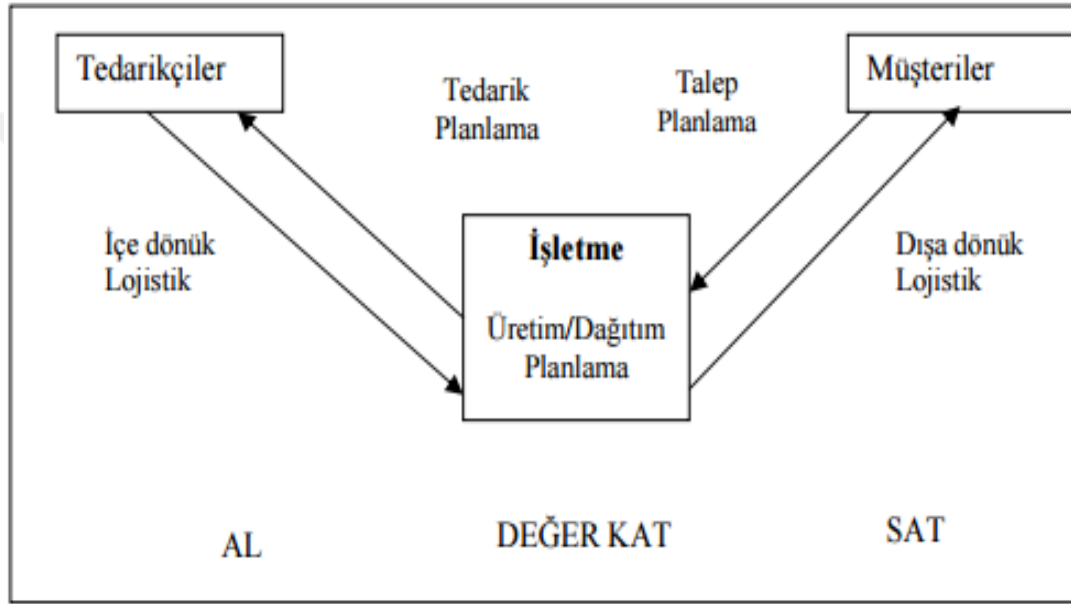 Tedarikçiler
Tedarik
Planlama
Talep
Planlama
Müşteriler
İçe dönük
Lojistik
İşletme
Üretim/Dağıtım
Planlama
Dışa dönük
Lojistik
AL
DEĞER KAT
SAT